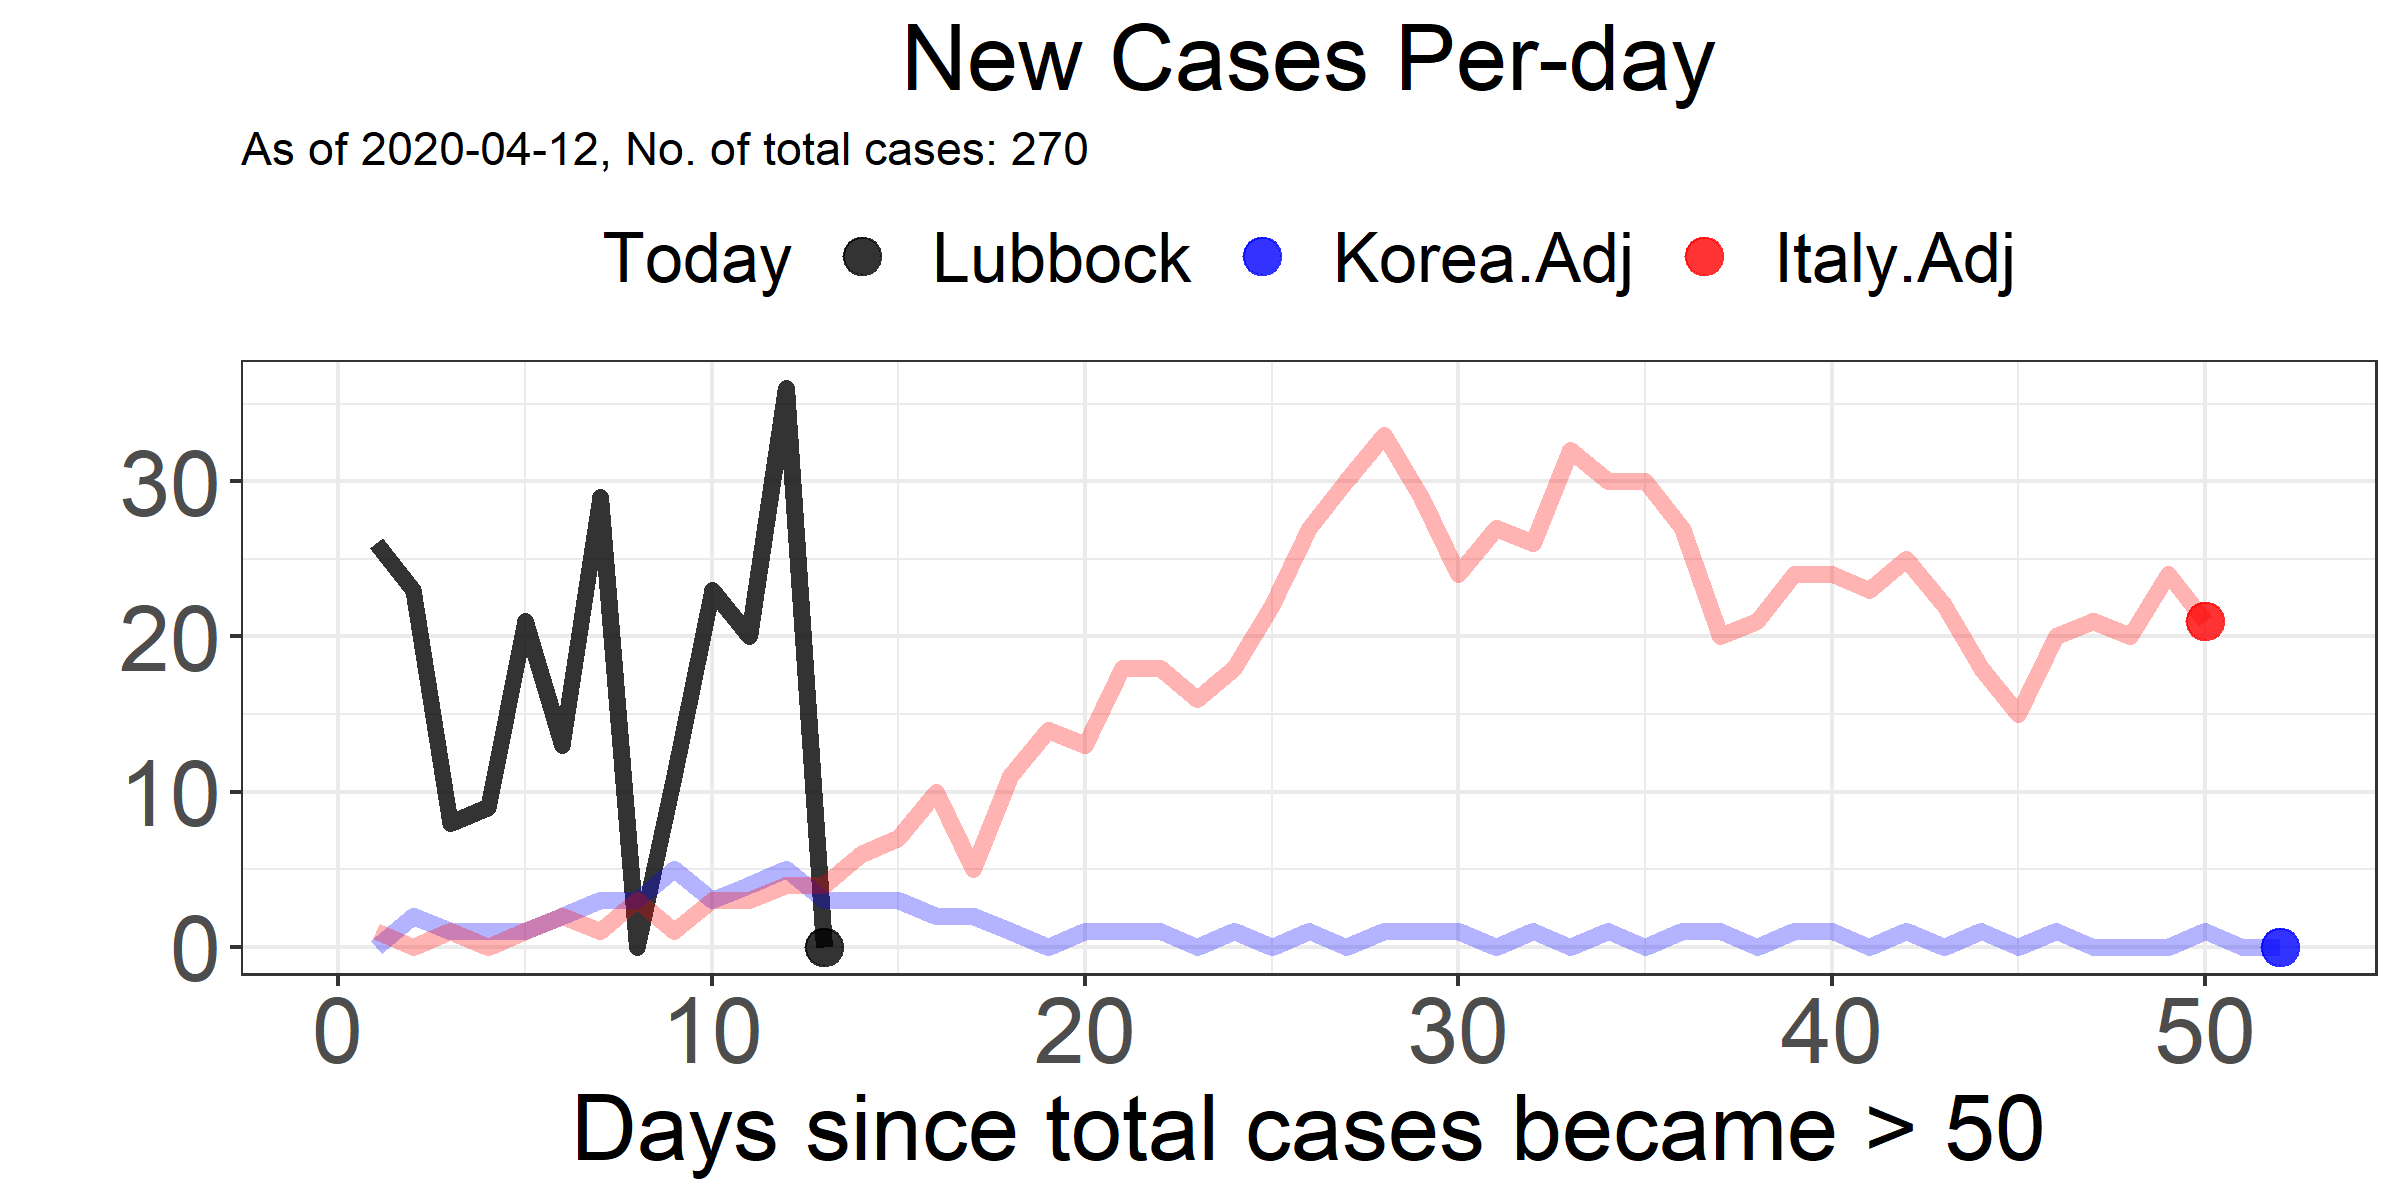 New Cases Per-day
As of 2020-04-12, No. of total cases: 270
Today Lubbock Korea.Adj Italy.Adj
30
20
10
0
0 10 20 30 40 50
Days since total cases became > 50